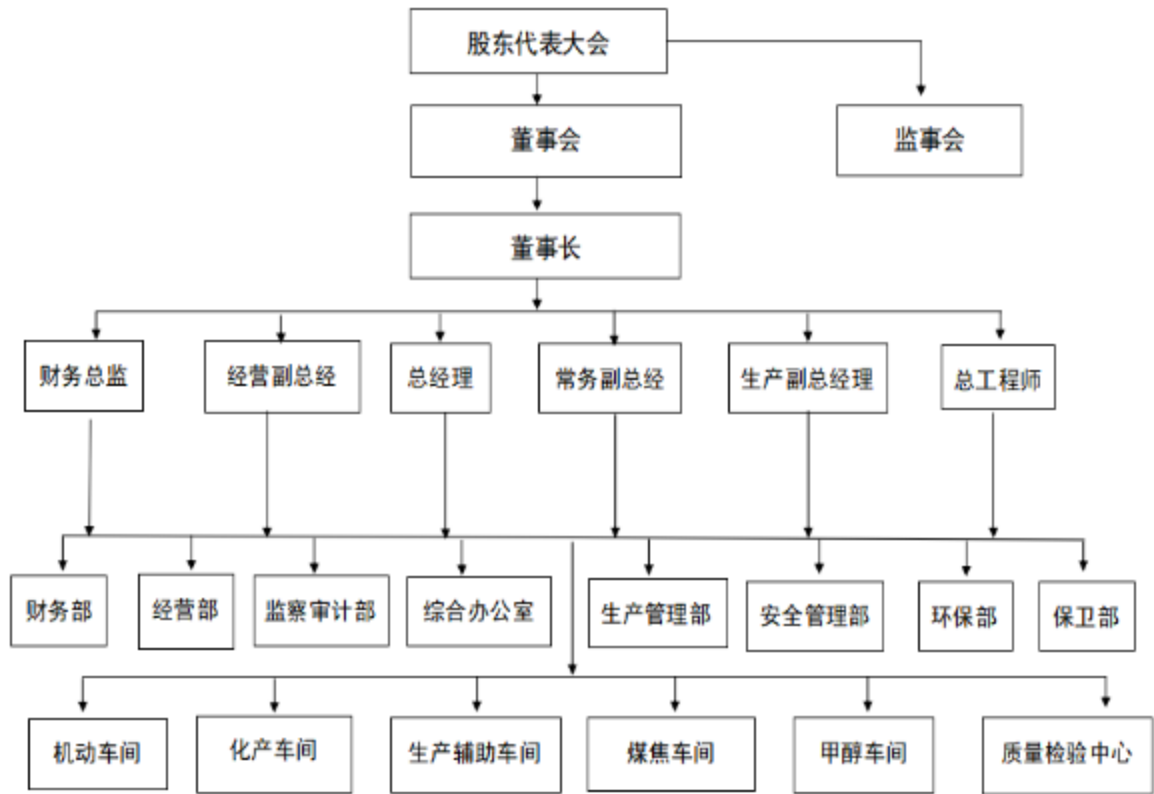 股东代表大会
董事会
监事会
董事长
财务总监
经营副总经
总经理
常务副总经
生产副总经理
总工程师
财务部
经营部
监察审计部
综合办公室
生产管理部
安全管理部
环保部
保卫部
机动车间
化产车间
生产辅助车间
煤焦车间
甲醇车间
质量检验中心